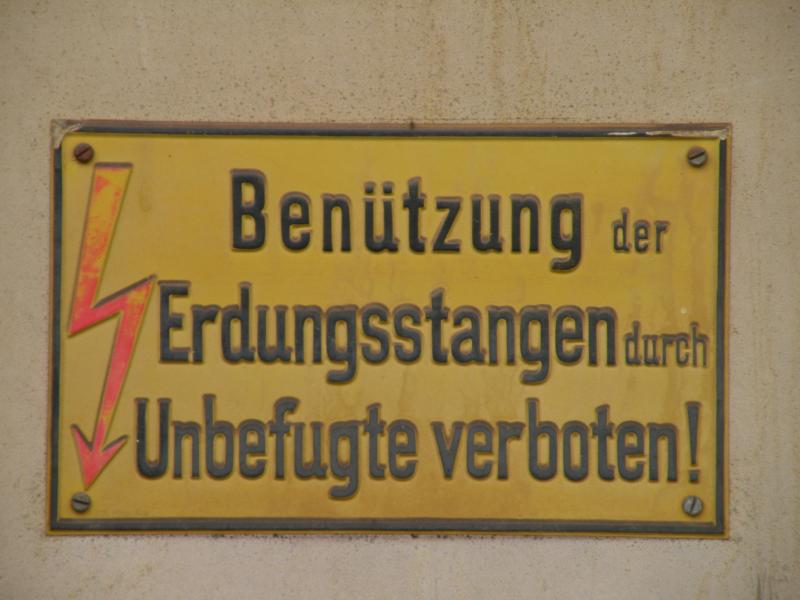 Benützung der
Erdungsstangen durch
Unbefugte verboten!